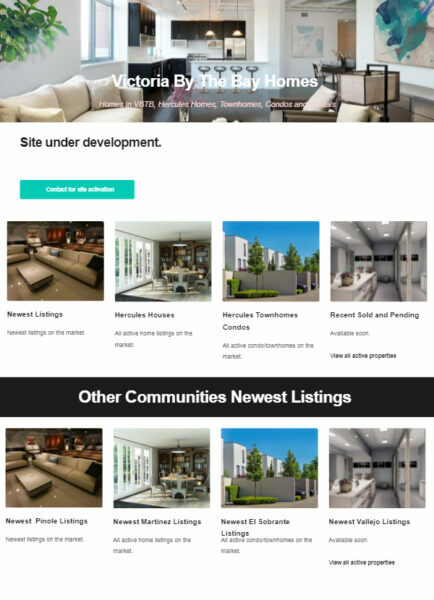 Victoria By The Bay Homes
Homes in VBTB, Hercules Homes, Townhomes, Condos and
Site under development.
Contact for site activation
Newest Listings
Newest listings on the market.
Hercules Houses
All active home listings on the
market.
Hercules Townhomes
Condos
All active condo/townhomes on the
market.
Recent Sold and Pending
Available soon.
View all active properties
Other Communities Newest Listings
Newest Pinole Listings
Newest listings on the market.
Newest Martinez Listings
All active home listings on the
market.
Newest El Sobrante
Listings
All active condo/townhomes on the
market.
Newest Vallejo Listings
Available soon.
View all active properties